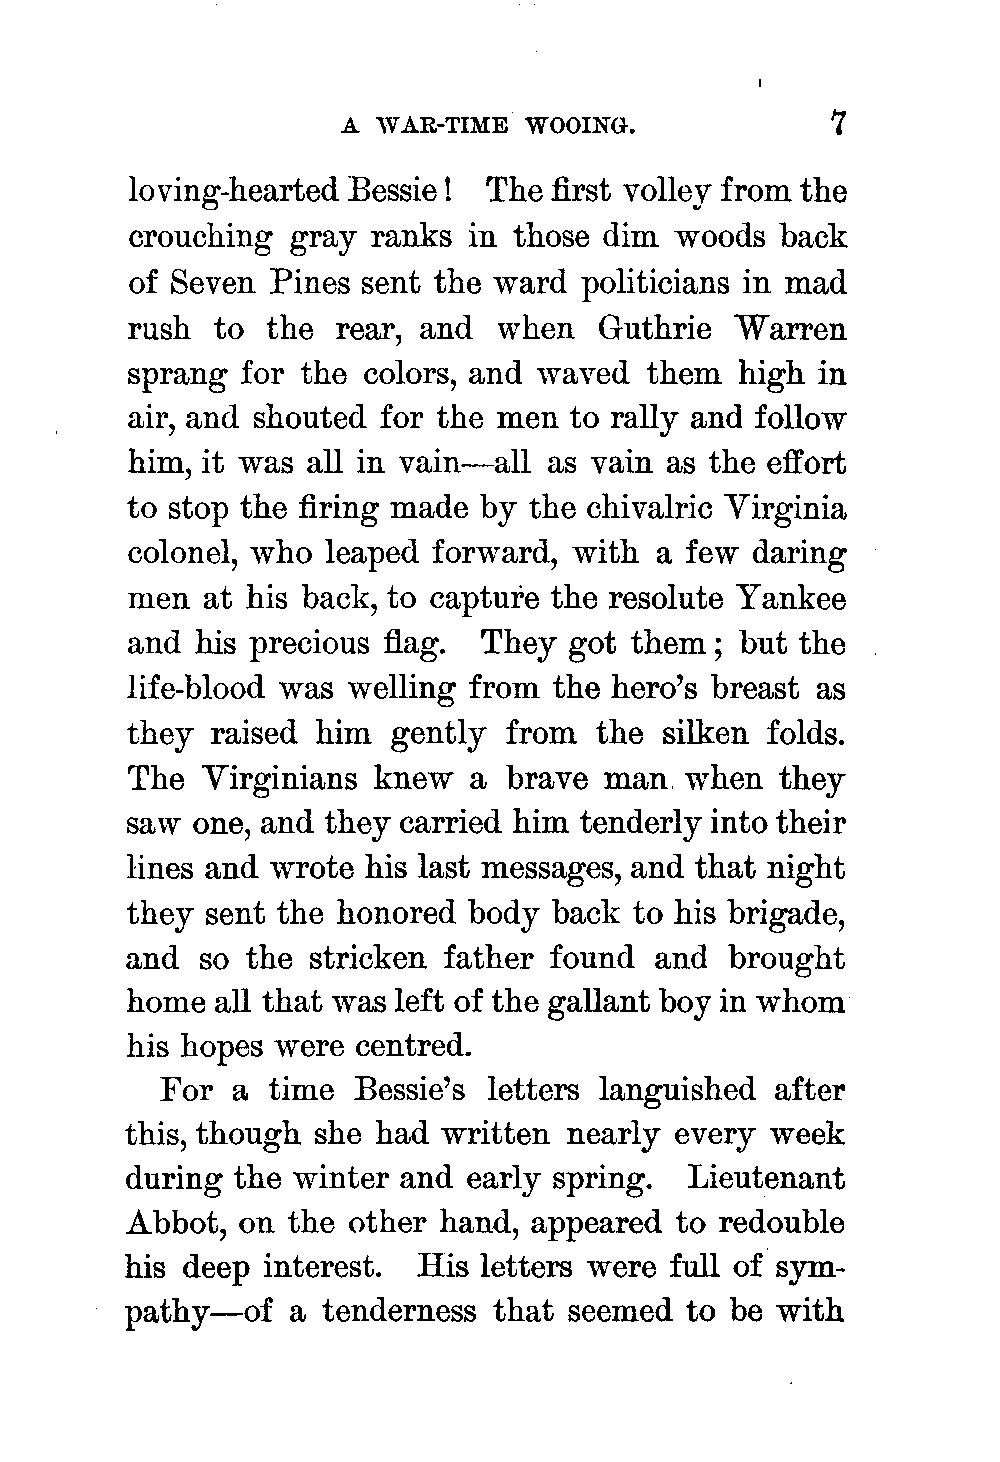 A WAR-TIME WOOING. 7
loving-hearted Bessie! The first volley from the
crouching gray ranks in those dim woods back
of Seven Pines sent the ward politicians in mad
rush to the rear, and when Guthrie Warren
sprang for the colors, and waved them high in
air, and shouted for the men to rally and follow
him, it was all in vain—all as vain as the effort
to stop the firing made by the chivalric Virginia
colonel, who leaped forward, with a few daring
men at his back, to capture the resolute Yankee
and his precious flag. They got them; but the
life-blood was welling from the hero's breast as
they raised him gently from the silken folds.
The Virginians knew a brave man when they
saw one, and they carried him tenderly into their
lines and wrote his last messages, and that night
they sent the honored body back to his brigade,
and so the stricken father found and brought
home all that was left of the gallant boy in whom
his hopes were centred.
For a time Bessie's letters languished after
this, though she had written nearly every week
during the winter and early spring. Lieutenant
Abbot, on the other hand, appeared to redouble
his deep interest. His letters were full of sym-
pathy—of a tenderness that seemed to be with